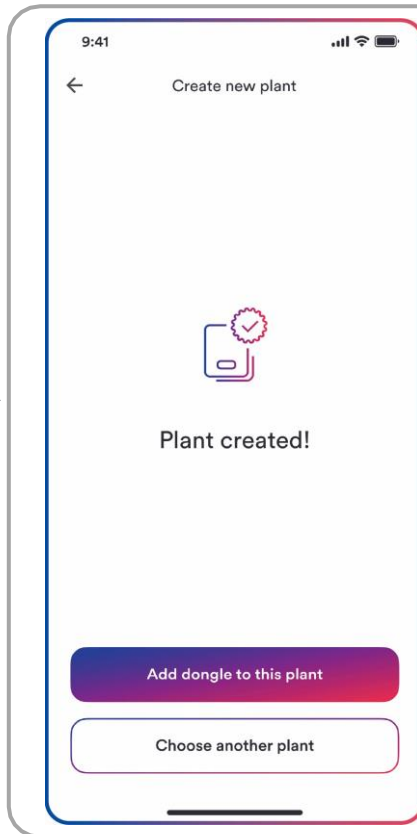 9:41
Create new plant
Plant created!
Add dongle to this plant
Choose another plant